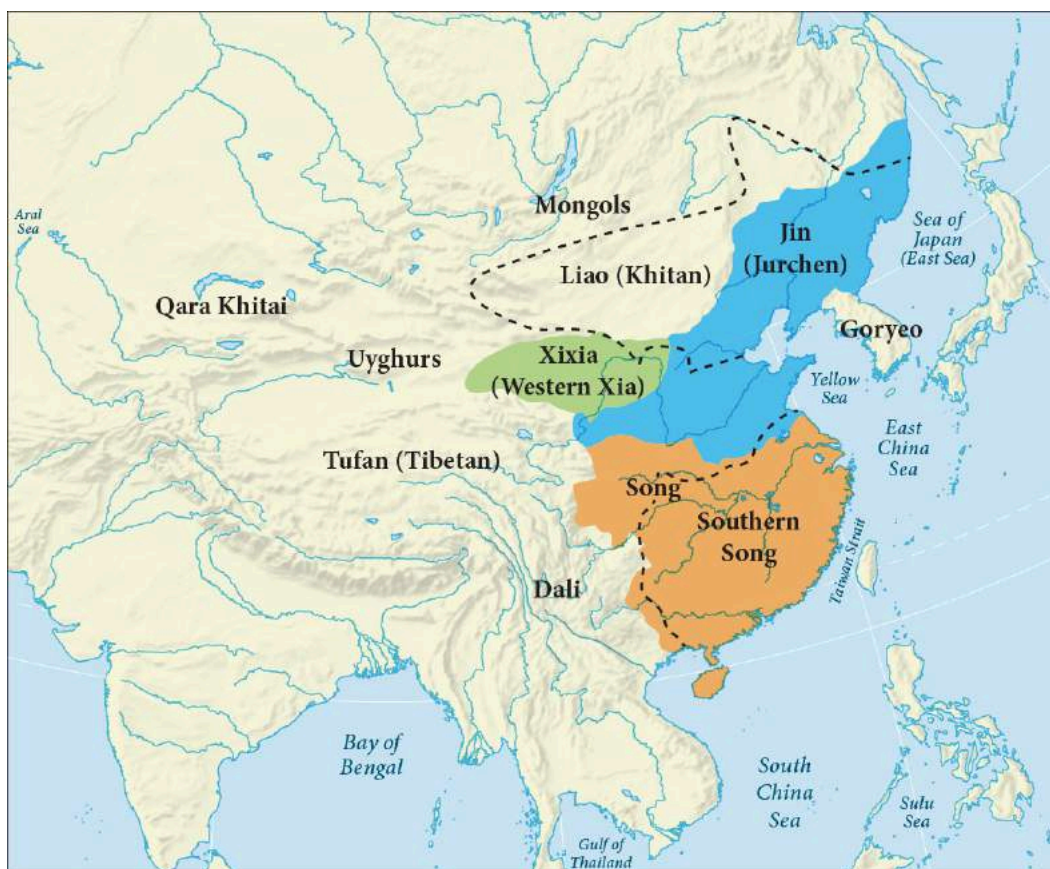 Mongols
Aral
Sea
Jin
(Jurchen)
Sea of
Japan
(East Sea)
Liao (Khitan)
Qara Khitai
Goryeo
Uyghurs
Xixia
(Western Xia)
Yellow
Sea
East
China
Sea
Tufan (Tibetan)
Song
Southern
Song
Taiwan Strait
Dali
Bay of
Bengal
South
China
Sea
Sulu
Sea
Gulf of
Thailand